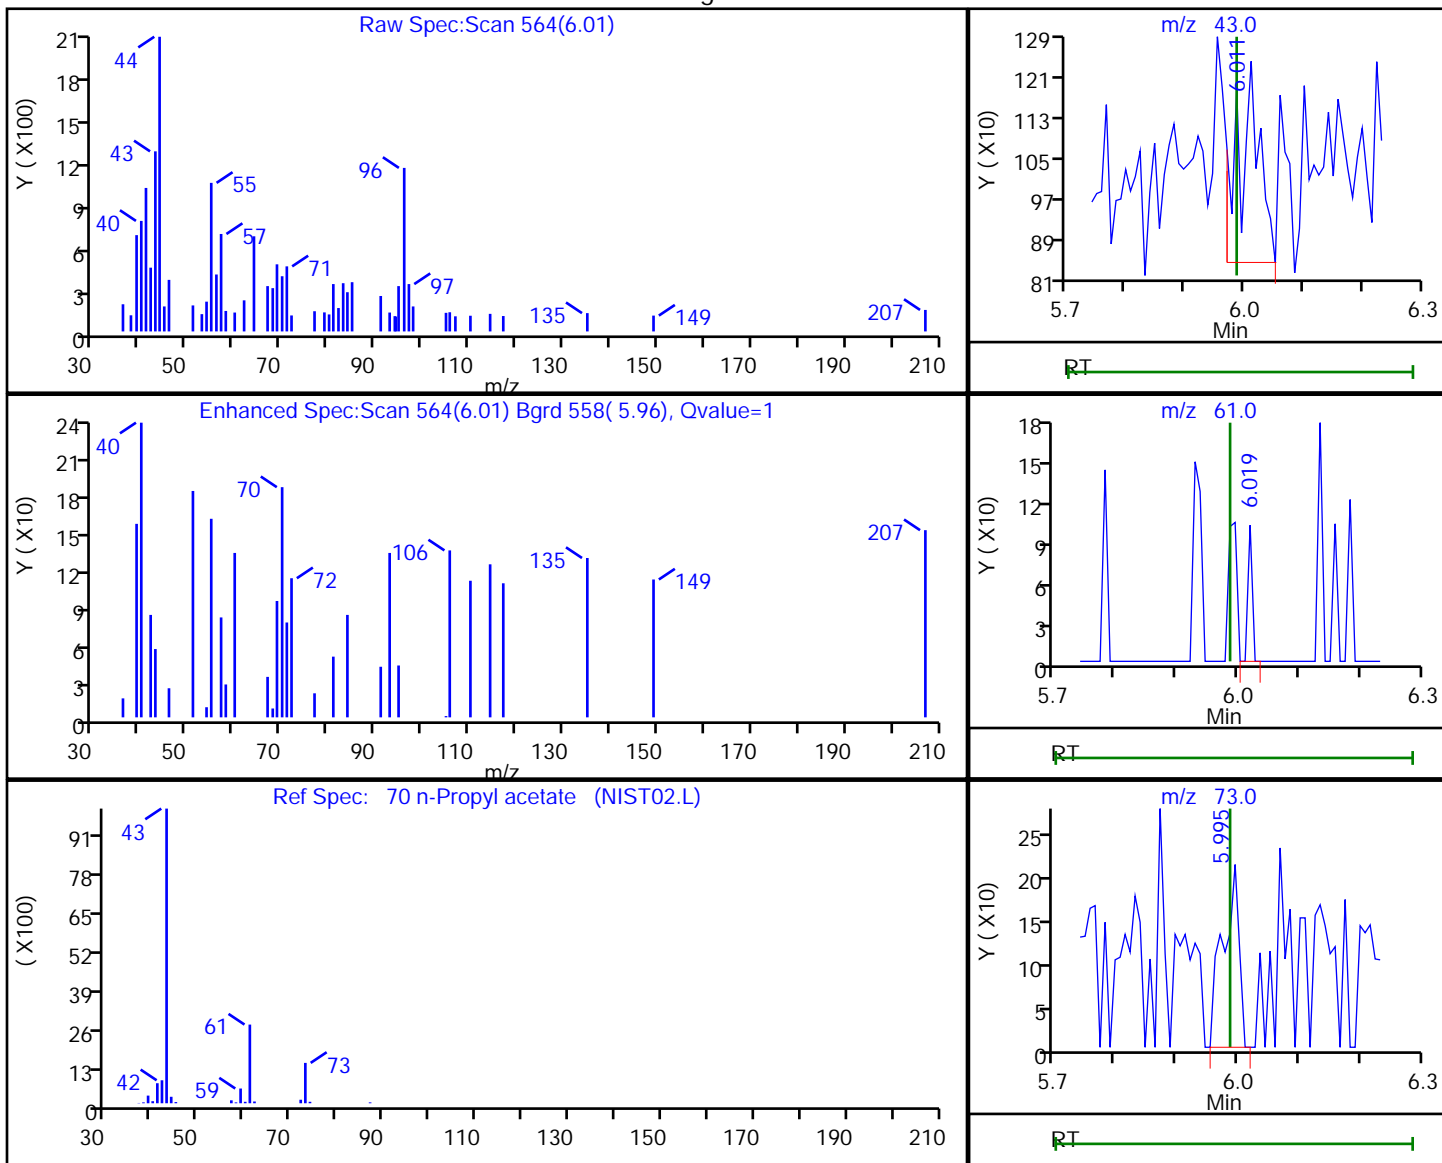 Raw Spec:Scan 564(6.01)
Y ( X100)
21
18
15
12
9
6
3
0
44
43
40
55
57
71
96
97
135
149
207
30 50 70 90 110 130 150 170 190 210
m/z
m/z 43.0
Y ( X10)
129
121
113
105
97
89
81
6.011
5.7 6.0 6.3
Min
RT
Enhanced Spec:Scan 564(6.01) Bgrd 558( 5.96), Qvalue=1
Y ( X10)
24
21
18
15
12
9
6
3
0
40
70
72
106
135
149
207
30 50 70 90 110 130 150 170 190 210
m/z
m/z 61.0
Y ( X10)
18
15
12
9
6
3
0
6.019
5.7 6.0 6.3
Min
RT
Ref Spec: 70 n-Propyl acetate (NIST02.L)
( X100)
91
78
65
52
39
26
13
0
43
42
59
61
73
30 50 70 90 110 130 150 170 190 210
m/z 73.0
Y ( X10)
25
20
15
10
5
0
5.995
5.7 6.0 6.3
Min
RT